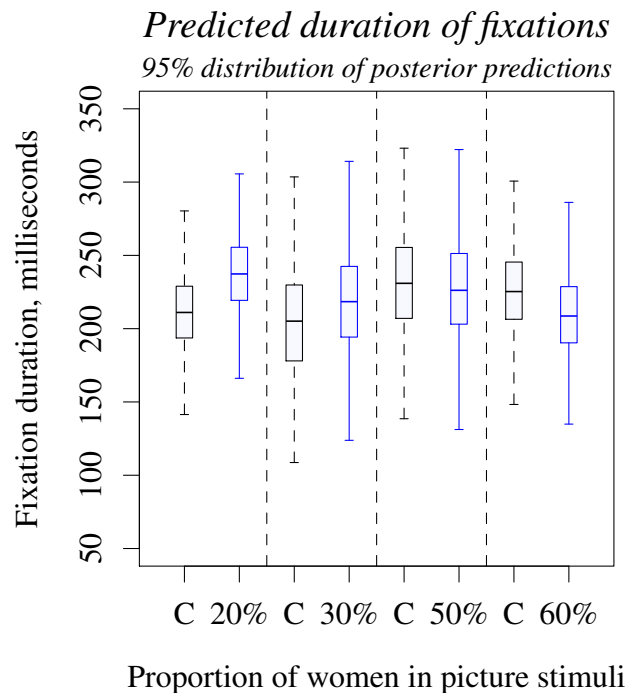 Predicted duration of fixations
95% distribution of posterior predictions
Fixation duration, milliseconds
350
300
250
200
150
100
50
C 20% C 30% C 50% C 60%
Proportion of women in picture stimuli